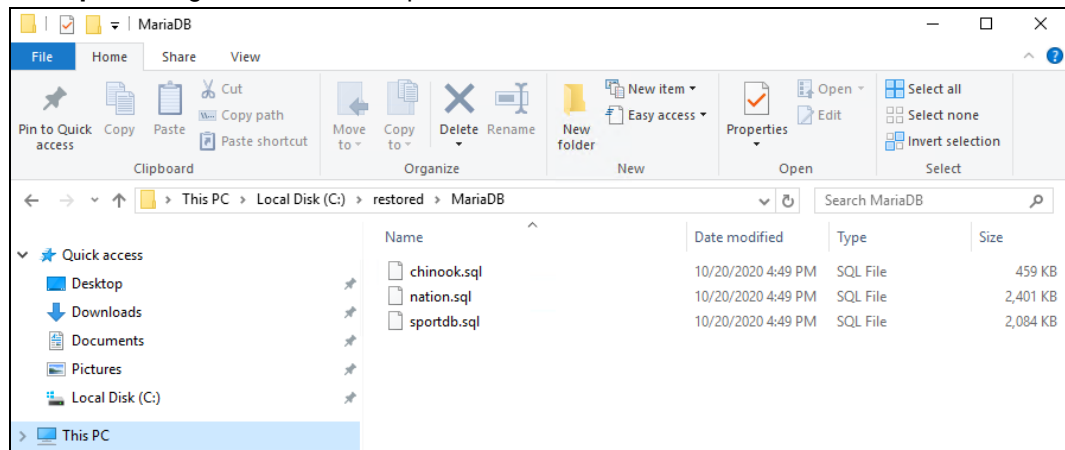 MariaDB
File Home Share View
Pin to Quick access
Copy
Paste
Cut
Copy path
Paste shortcut
Clipboard
Move to
Copy to
Delete
Rename
Organize
New folder
New item
Easy access
New
Properties
Open
Edit
Open
Select all
Select none
Invert selection
Select
This PC > Local Disk (C:) > restored > MariaDB
Search MariaDB
Quick access
Desktop
Downloads
Documents
Pictures
Local Disk (C:)
This PC
Name Date modified Type Size
chinook.sql 10/20/2020 4:49 PM SQL File 459 KB
nation.sql 10/20/2020 4:49 PM SQL File 2,401 KB
sportdb.sql 10/20/2020 4:49 PM SQL File 2,084 KB